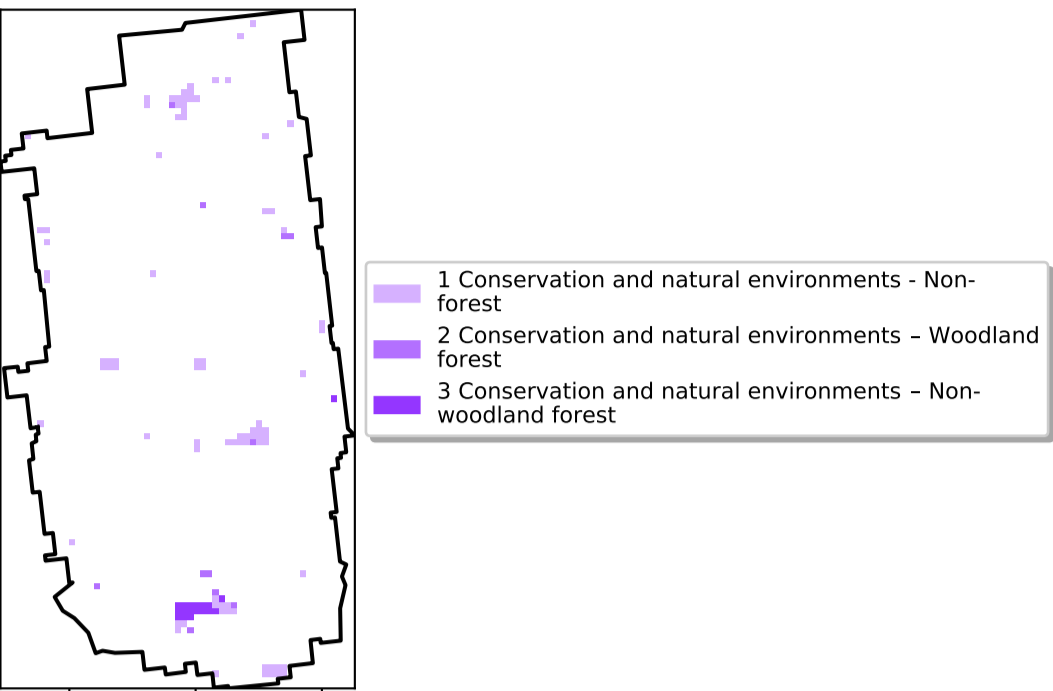 1 Conservation and natural environments - Non-
forest
2 Conservation and natural environments – Woodland
forest
3 Conservation and natural environments – Non-
woodland forest